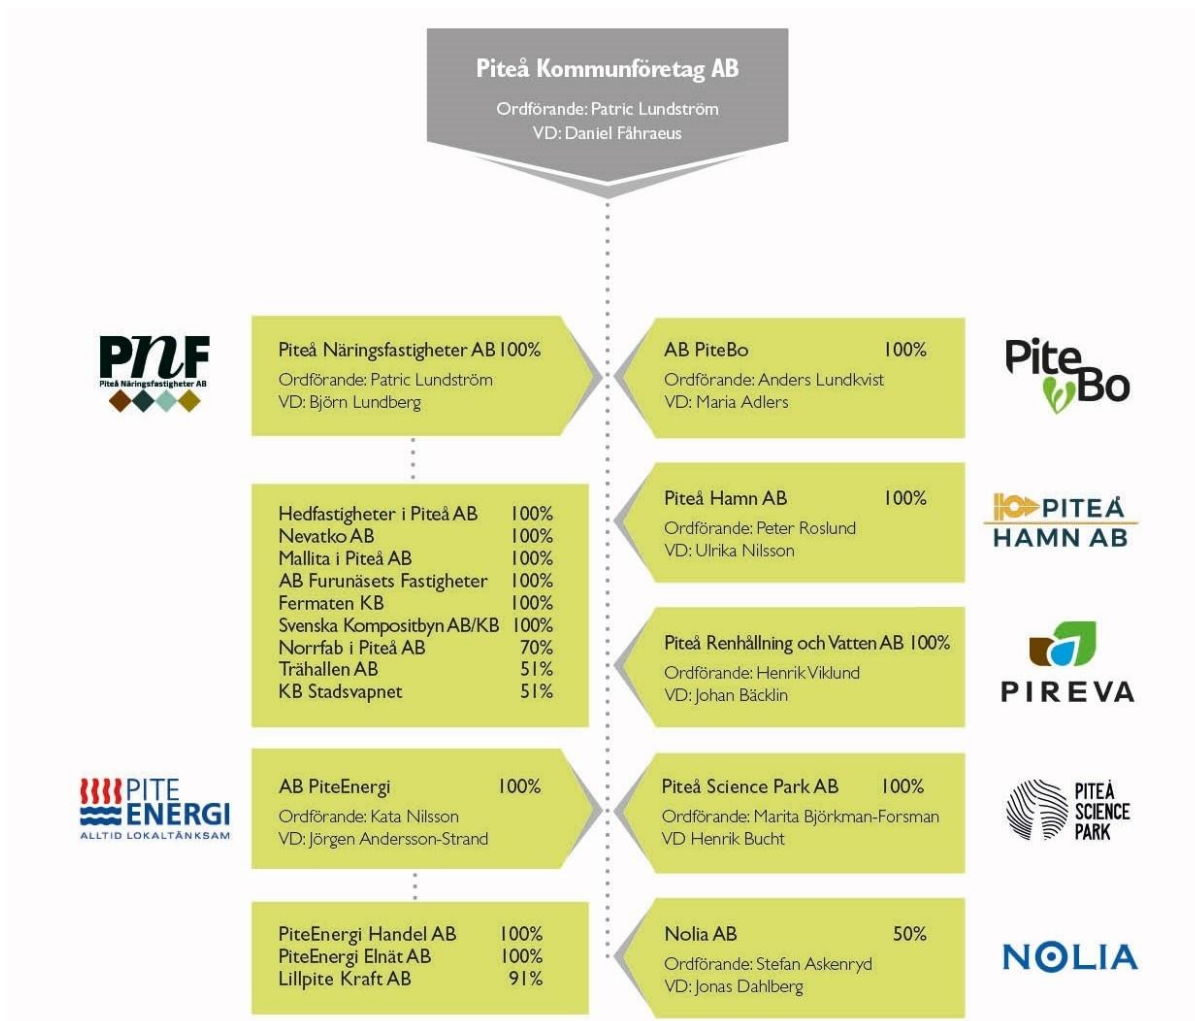 Piteå Kommunföretag AB
Ordförande: Patric Lundström
VD: Daniel Fåhraeus
PnF
Piteå Näringsfastigheter AB
Piteå Näringsfastigheter AB 100%
Ordförande: Patric Lundström
VD: Björn Lundberg
AB PiteBo 100%
Ordförande: Anders Lundkvist
VD: Maria Adlers
Pite
Bo
Hedfastigheter i Piteå AB 100%
Nevatko AB 100%
Mallita i Piteå AB 100%
AB Furunäsets Fastigheter 100%
Fermaten KB 100%
Svenska Kompositbyn AB/KB 100%
Norrfab i Piteå AB 70%
Trähallen AB 51%
KB Stadsvapnet 51%
Piteå Hamn AB 100%
Ordförande: Peter Roslund
VD: Ulrika Nilsson
PITEÅ
HAMN AB
Piteå Renhållning och Vatten AB 100%
Ordförande: Henrik Viklund
VD: Johan Bäcklin
PIREVA
PITE
ENERGI
ALLTID LOKALTÄNKSAM
AB PiteEnergi 100%
Ordförande: Kata Nilsson
VD: Jörgen Andersson-Strand
Piteå Science Park AB 100%
Ordförande: Marita Björkman-Forsman
VD Henrik Bucht
PITEÅ
SCIENCE
PARK
PiteEnergi Handel AB 100%
PiteEnergi Elnät AB 100%
Lillpite Kraft AB 91%
Nolia AB 50%
Ordförande: Stefan Askenryd
VD: Jonas Dahlberg
NOLIA